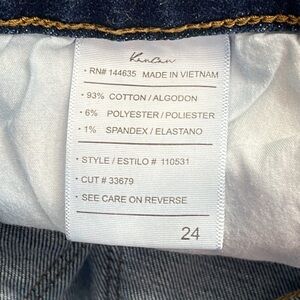 KanCan
• RN# 144635 MADE IN VIETNAM
• 93% COTTON / ALGODON
• 6% POLYESTER / POLIESTER
• 1% SPANDEX / ELASTANO
• STYLE / ESTILO # 110531
• CUT # 33679
• SEE CARE ON REVERSE
24